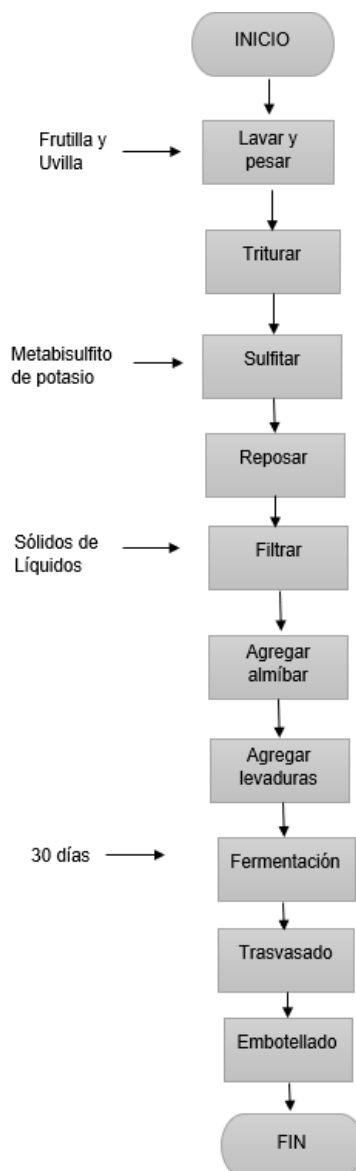 INICIO
Frutilla y
Uvilla
Lavar y
pesar
Triturar
Metabisulfito
de potasio
Sulfitar
Reposar
Sólidos de
Líquidos
Filtrar
Agregar
almíbar
Agregar
levaduras
30 días
Fermentación
Trasvasado
Embotellado
FIN